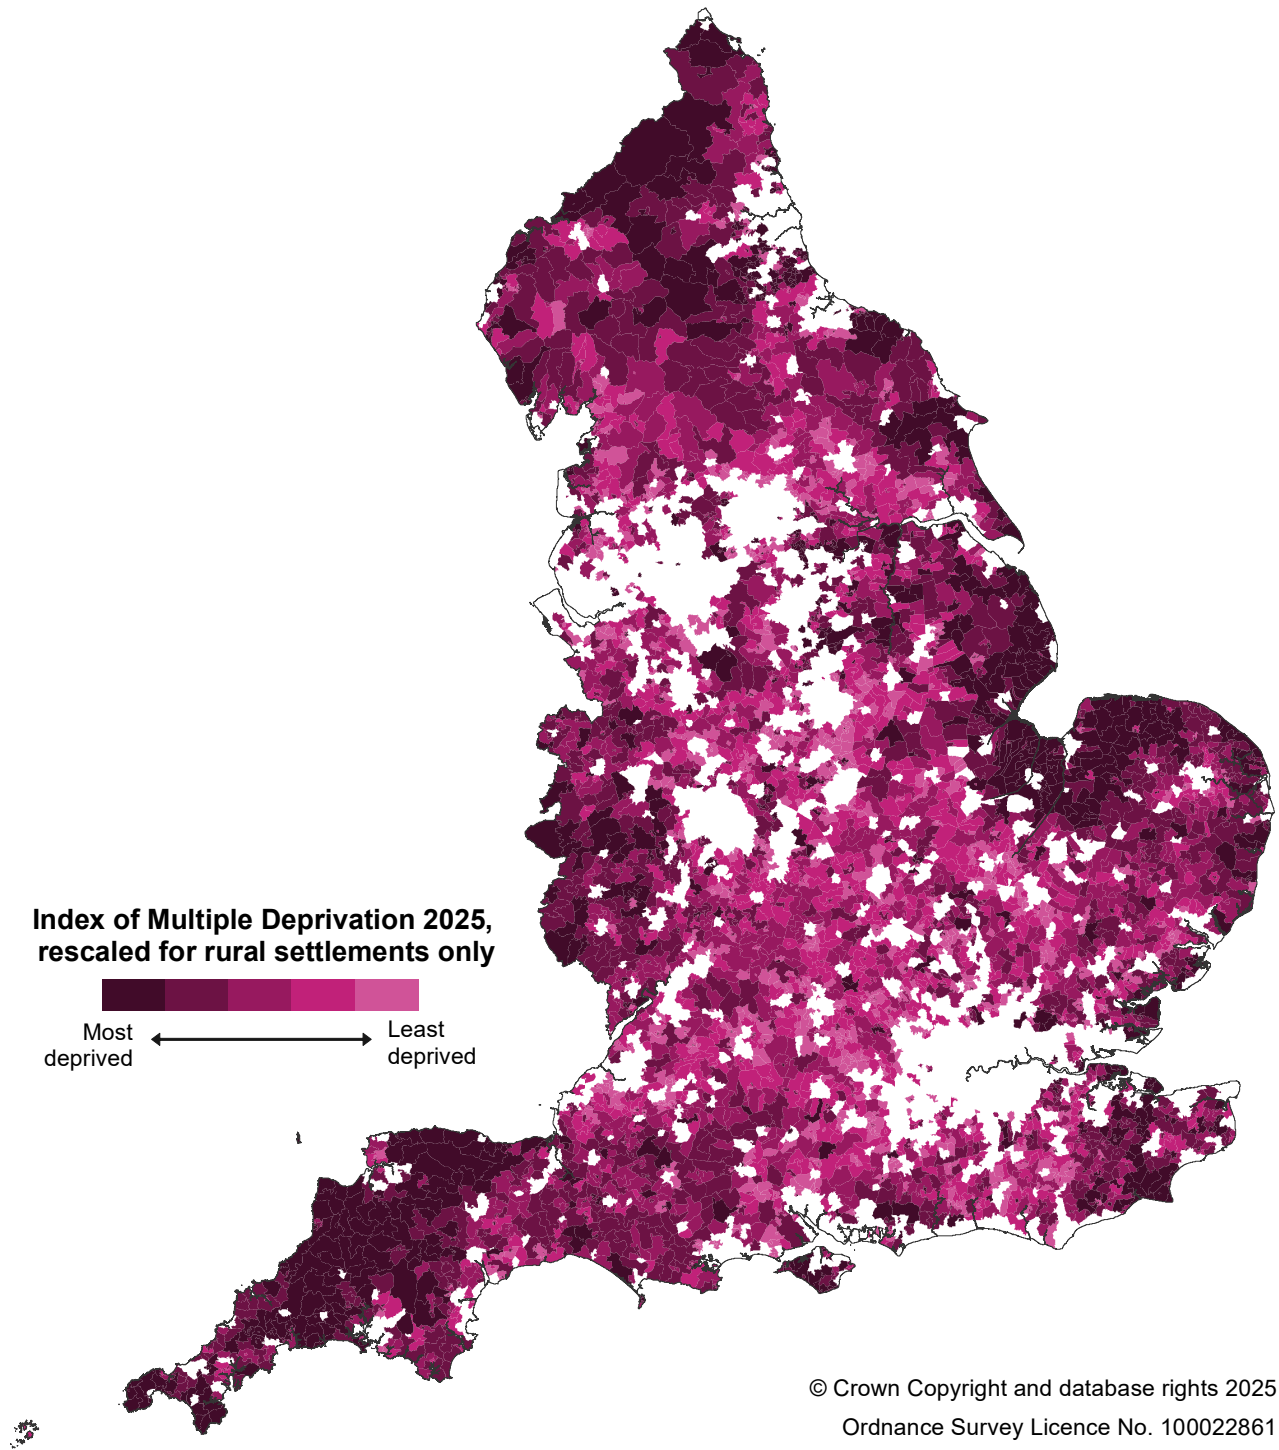 Index of Multiple Deprivation 2025,
rescaled for rural settlements only
Most
deprived
Least
deprived
© Crown Copyright and database rights 2025
Ordnance Survey Licence No. 100022861